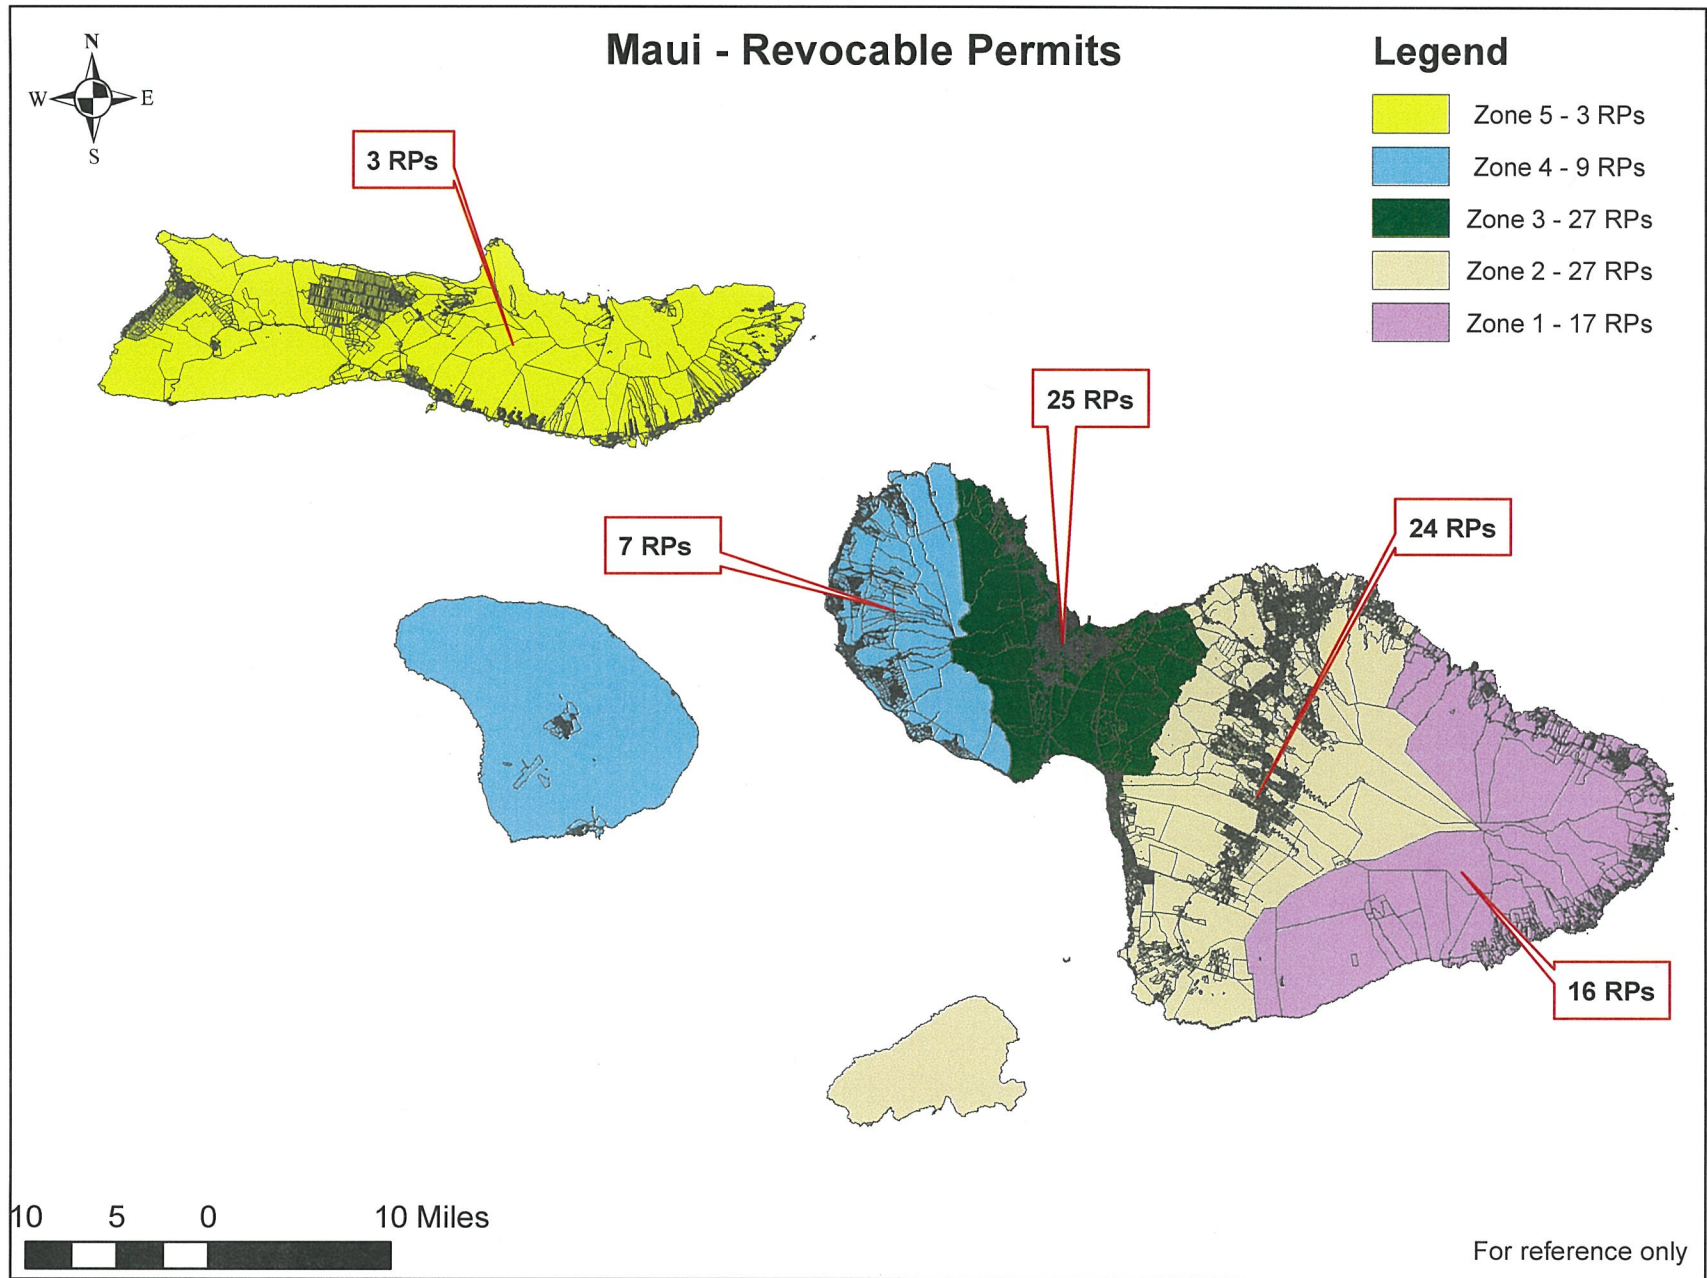 Maui - Revocable Permits
Legend
N
W
E
S
Zone 5 - 3 RPs
Zone 4 - 9 RPs
Zone 3 - 27 RPs
Zone 2 - 27 RPs
Zone 1 - 17 RPs
3 RPs
25 RPs
7 RPs
24 RPs
16 RPs
10 5 0 10 Miles
For reference only